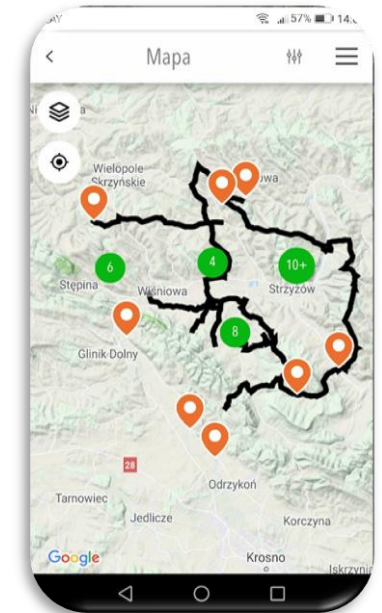 57%
Mapa
Wielopole
Skrzyńskie
6
4
10+
Stępina
Wiśniowa
Strzyżów
8
Glinik Dolny
28
Odrzykoń
Tarnowiec
Jedlicze
Korczyna
Google
Krosno